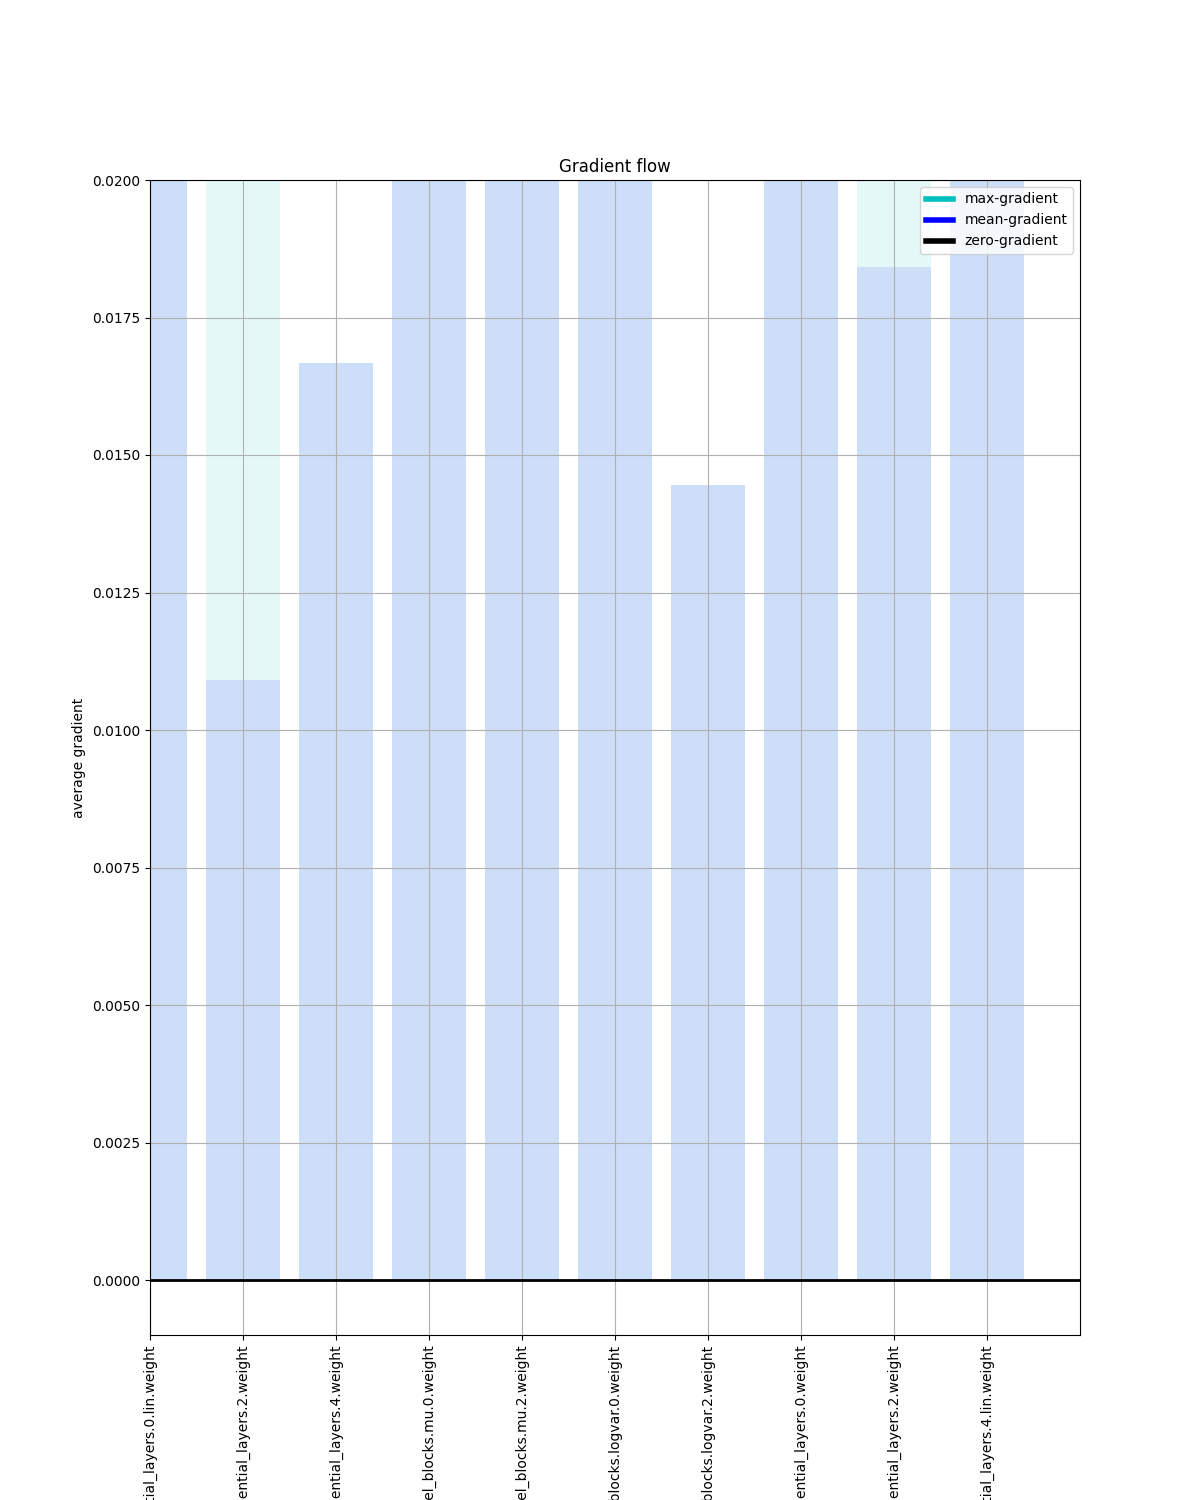 Gradient flow
max-gradient
mean-gradient
zero-gradient
0.0200
0.0175
0.0150
0.0125
0.0100
0.0075
0.0050
0.0025
0.0000
average gradient
tial_layers.0.lin.weight
ential_layers.2.weight
ential_layers.4.weight
el_blocks.mu.0.weight
el_blocks.mu.2.weight
blocks.logvar.0.weight
blocks.logvar.2.weight
ential_layers.0.weight
ential_layers.2.weight
tial_layers.4.lin.weight